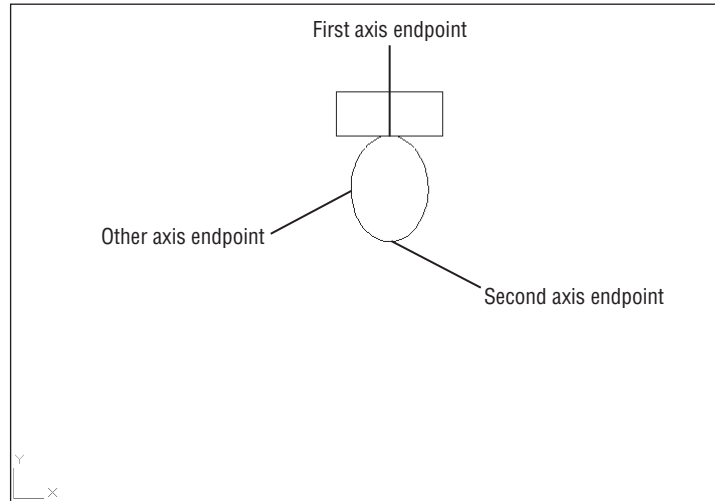 First axis endpoint
Other axis endpoint
Second axis endpoint
Y
X